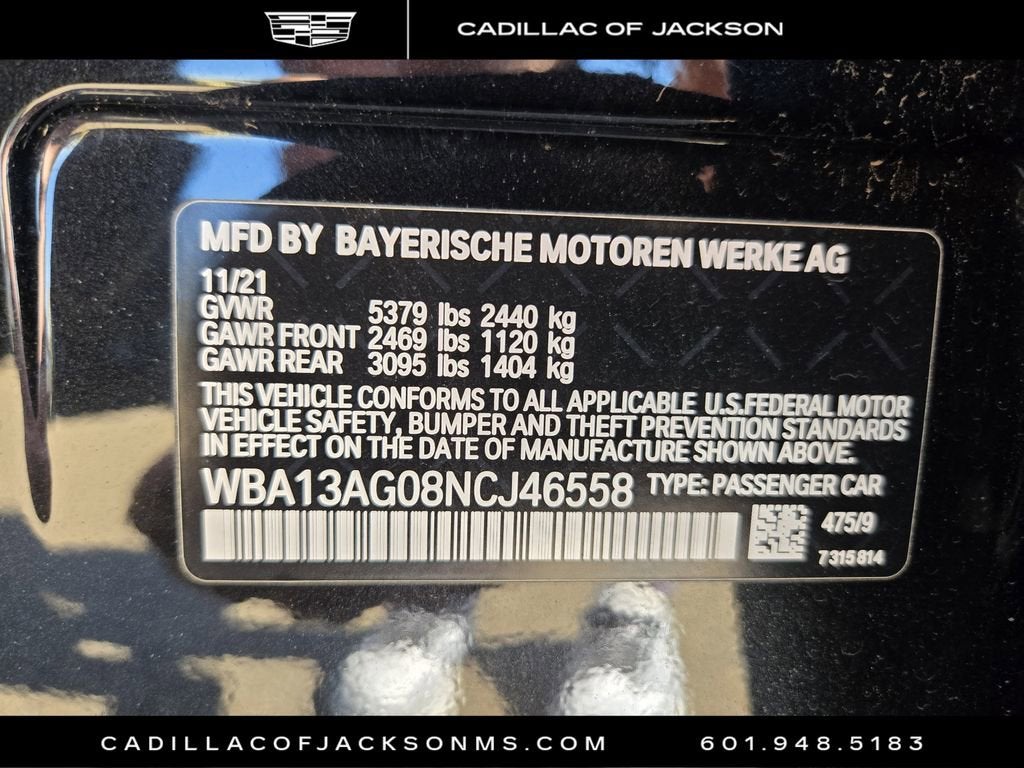 CADILLAC OF JACKSON
MFD BY BAYERISCHE MOTOREN WERKE AG
11/21
GVWR 5379 lbs 2440 kg
GAWR FRONT 2469 lbs 1120 kg
GAWR REAR 3095 lbs 1404 kg
THIS VEHICLE CONFORMS TO ALL APPLICABLE U.S.FEDERAL MOTOR
VEHICLE SAFETY, BUMPER AND THEFT PREVENTION STANDARDS
IN EFFECT ON THE DATE OF MANUFACTURE SHOWN ABOVE.
WBA13AG08NCJ46558 TYPE: PASSENGER CAR
475/9
7315814
CADILLACOFJACKSONMS.COM 601.948.5183